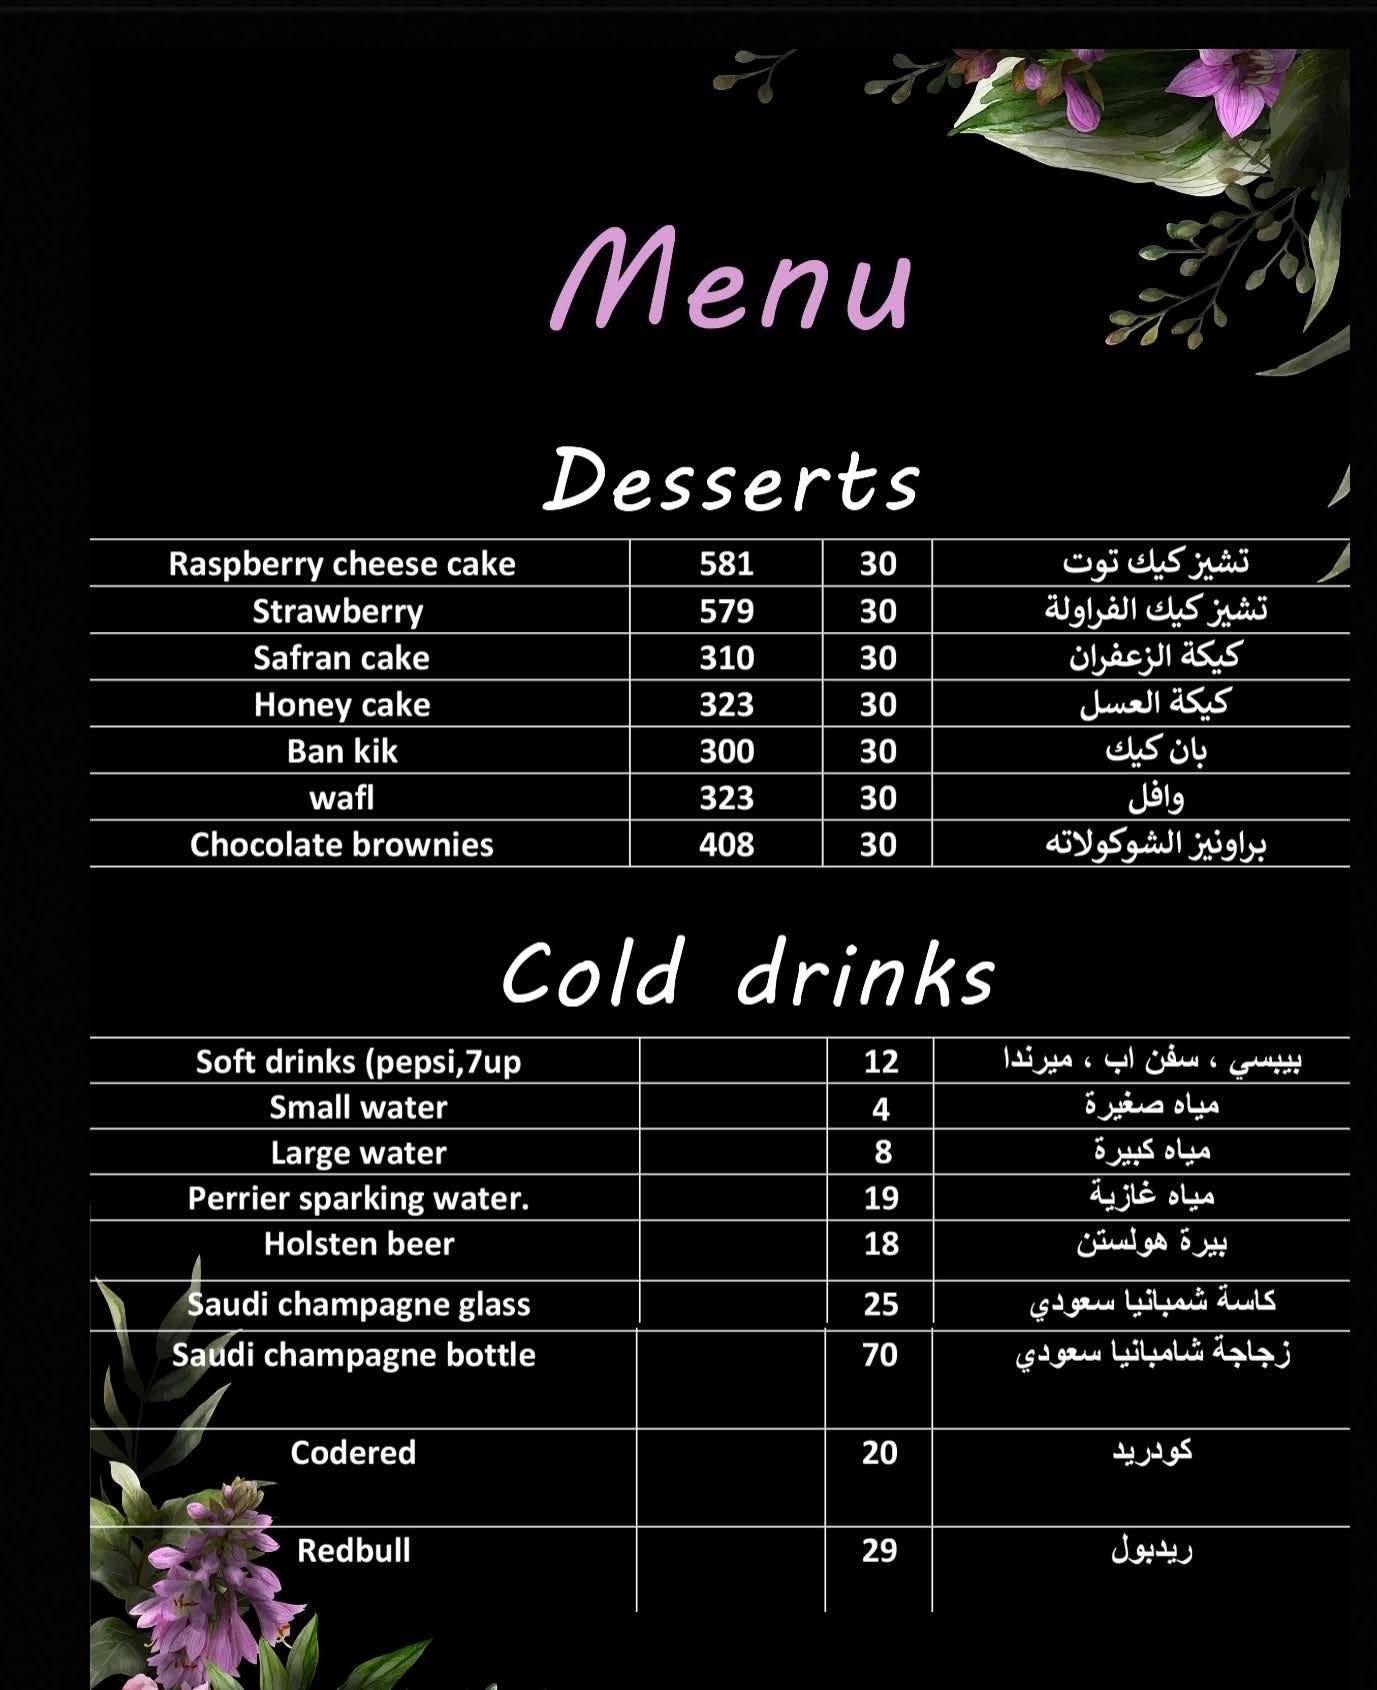 Menu
Desserts
Raspberry cheese cake 581 30 تشيز كيك توت
Strawberry 579 30 تشيز كيك الفراولة
Safran cake 310 30 كيكة الزعفران
Honey cake 323 30 كيكة العسل
Ban kik 300 30 بان كيك
wafl 323 30 وافل
Chocolate brownies 408 30 براونيز الشوكولاته
Cold drinks
Soft drinks (pepsi,7up 12 بيبسي ، سفن اب ، ميرندا
Small water 4 مياه صغيرة
Large water 8 مياه كبيرة
Perrier sparking water. 19 مياه غازية
Holsten beer 18 بيرة هولستن
Saudi champagne glass 25 كاسة شمبانيا سعودي
Saudi champagne bottle 70 زجاجة شامبانيا سعودي
Codered 20 كودريد
Redbull 29 ريدبول